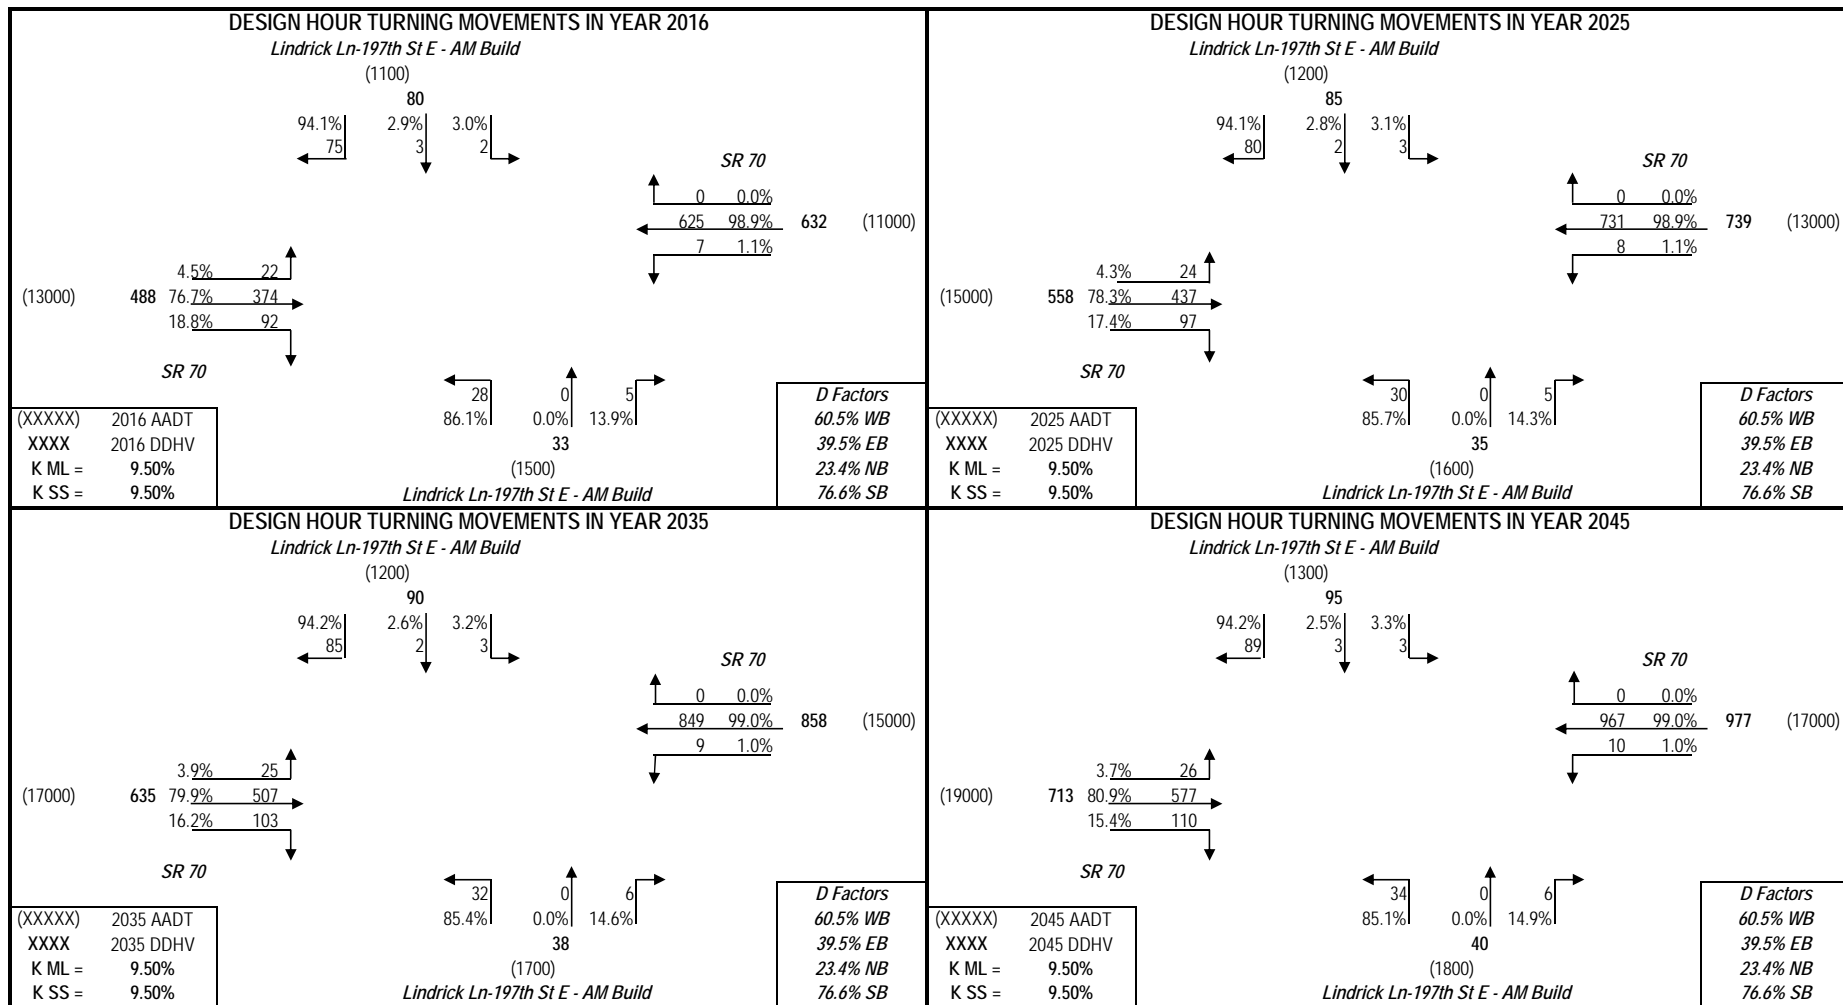 DESIGN HOUR TURNING MOVEMENTS IN YEAR 2016
Lindrick Ln-197th St E - AM Build
(1100)
80
94.1% 2.9% 3.0%
75 3 2
SR 70
0 0.0%
625 98.9% 632 (11000)
7 1.1%
4.5% 22
(13000) 488 76.7% 374
18.8% 92
SR 70
28 0 5
86.1% 0.0% 13.9%
33
(1500)
Lindrick Ln-197th St E - AM Build
(XXXXX) 2016 AADT
XXXX 2016 DDHV
K ML = 9.50%
K SS = 9.50%
D Factors
60.5% WB
39.5% EB
23.4% NB
76.6% SB
DESIGN HOUR TURNING MOVEMENTS IN YEAR 2025
Lindrick Ln-197th St E - AM Build
(1200)
85
94.1% 2.8% 3.1%
80 2 3
SR 70
0 0.0%
731 98.9% 739 (13000)
8 1.1%
4.3% 24
(15000) 558 78.3% 437
17.4% 97
SR 70
30 0 5
85.7% 0.0% 14.3%
35
(1600)
Lindrick Ln-197th St E - AM Build
(XXXXX) 2025 AADT
XXXX 2025 DDHV
K ML = 9.50%
K SS = 9.50%
D Factors
60.5% WB
39.5% EB
23.4% NB
76.6% SB
DESIGN HOUR TURNING MOVEMENTS IN YEAR 2035
Lindrick Ln-197th St E - AM Build
(1200)
90
94.2% 2.6% 3.2%
85 2 3
SR 70
0 0.0%
849 99.0% 858 (15000)
9 1.0%
3.9% 25
(17000) 635 79.9% 507
16.2% 103
SR 70
32 0 6
85.4% 0.0% 14.6%
38
(1700)
Lindrick Ln-197th St E - AM Build
(XXXXX) 2035 AADT
XXXX 2035 DDHV
K ML = 9.50%
K SS = 9.50%
D Factors
60.5% WB
39.5% EB
23.4% NB
76.6% SB
DESIGN HOUR TURNING MOVEMENTS IN YEAR 2045
Lindrick Ln-197th St E - AM Build
(1300)
95
94.2% 2.5% 3.3%
89 3 3
SR 70
0 0.0%
967 99.0% 977 (17000)
10 1.0%
3.7% 26
(19000) 713 80.9% 577
15.4% 110
SR 70
34 0 6
85.1% 0.0% 14.9%
40
(1800)
Lindrick Ln-197th St E - AM Build
(XXXXX) 2045 AADT
XXXX 2045 DDHV
K ML = 9.50%
K SS = 9.50%
D Factors
60.5% WB
39.5% EB
23.4% NB
76.6% SB